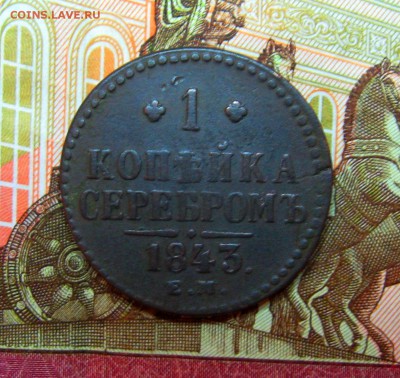 COINS.LAVE.RU
1
КОПѢЙКА
СЕРЕБРОМЪ
1843.
Е.М.